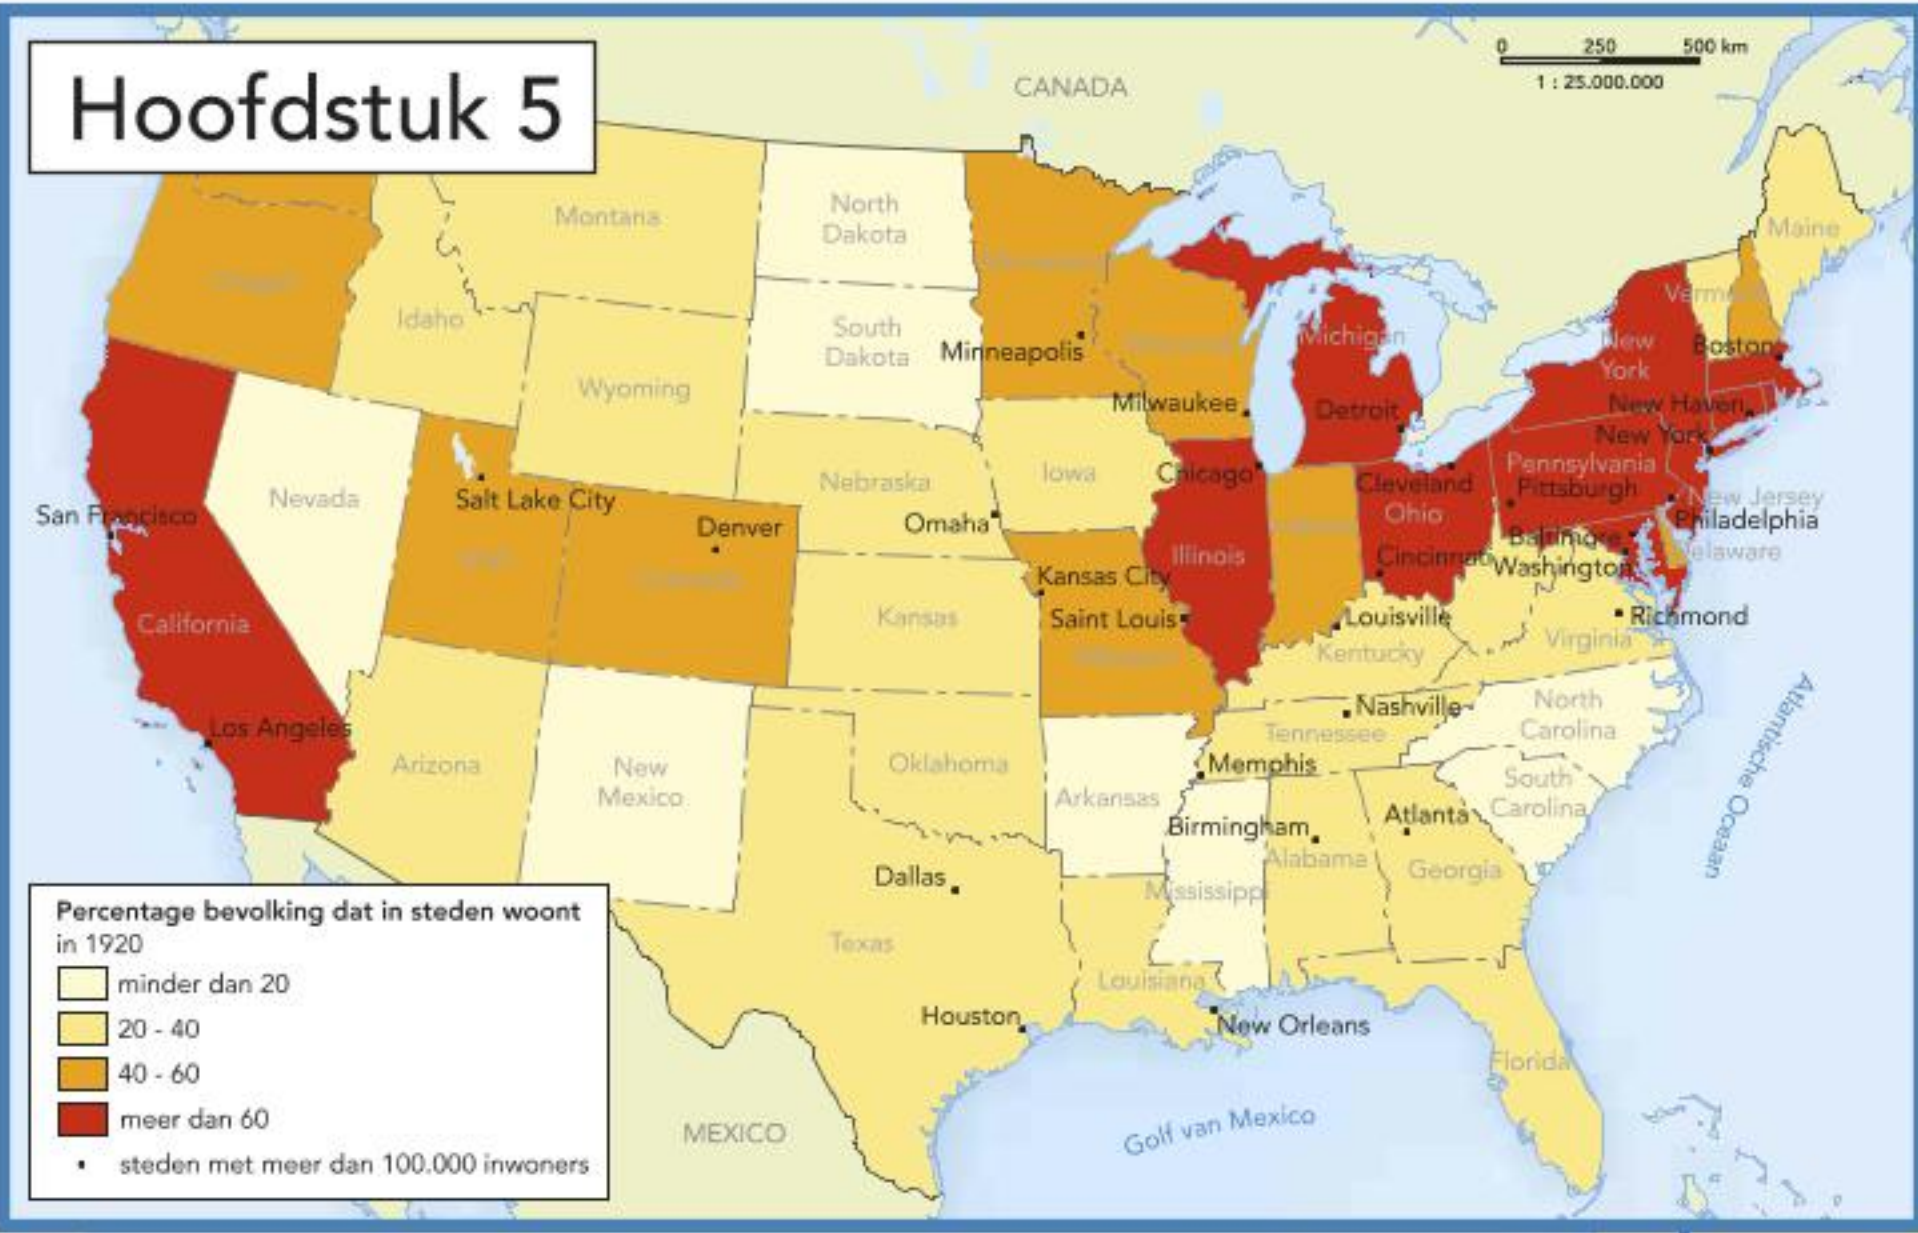 Hoofdstuk 5
CANADA
0 250 500 km
1 : 25.000.000
Montana
North
Dakota
Maine
Idaho
South
Dakota
Minneapolis
Michigan
New
York
Boston
Wyoming
Milwaukee
Detroit
New Haven
New York
Nevada
Salt Lake City
Nebraska
Iowa
Chicago
Cleveland
Pennsylvania
Pittsburgh
New Jersey
Philadelphia
San Francisco
Denver
Omaha
Ohio
Baltimore
Delaware
Illinois
Cincinnati
Washington
Kansas City
California
Kansas
Saint Louis
Louisville
Richmond
Kentucky
Virginia
Los Angeles
Nashville
North
Carolina
Tennessee
Arizona
New
Mexico
Oklahoma
Memphis
South
Carolina
Arkansas
Birmingham
Atlanta
Alabama
Georgia
Atlantische Oceaan
Dallas
Mississippi
Texas
Louisiana
Houston
New Orleans
Florida
MEXICO
Golf van Mexico
Percentage bevolking dat in steden woont
in 1920
minder dan 20
20 - 40
40 - 60
meer dan 60
steden met meer dan 100.000 inwoners